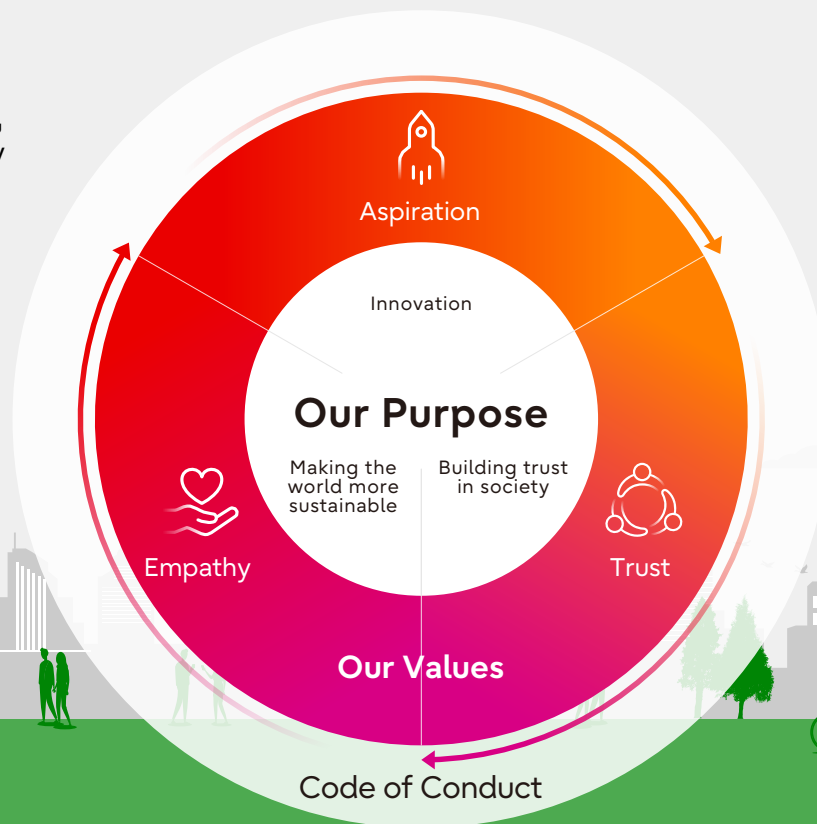 Aspiration
Innovation
Our Purpose
Making the
world more
sustainable
Building trust
in society
Empathy
Trust
Our Values
Code of Conduct